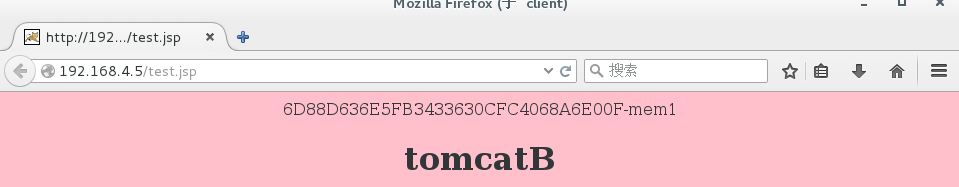 Mozilla Firefox (于 client)
http://192.../test.jsp
192.168.4.5/test.jsp
搜索
6D88D636E5FB3433630CFC4068A6E00F-mem1
tomcatB